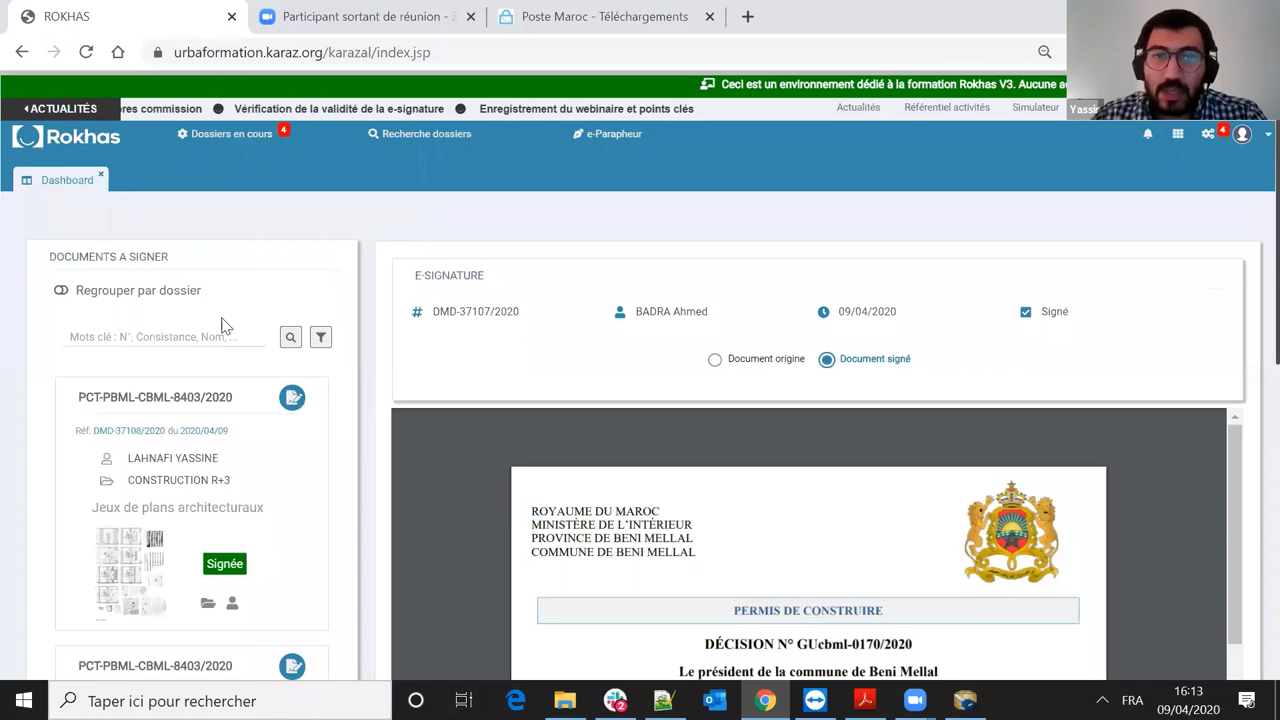 ROKHAS
Participant sortant de réunion - Z
Poste Maroc - Téléchargements
urbaformation.karaz.org/karazal/index.jsp
Ceci est un environnement dédié à la formation Rokhas V3. Aucune
ACTUALITÉS
res commission
Vérification de la validité de la e-signature
Enregistrement du webinaire et points clés
Actualités
Référentiel activités
Simulateur
Yassir
Rokhas
Dossiers en cours
4
Recherche dossiers
e-Parapheur
4
Dashboard
DOCUMENTS A SIGNER
Regrouper par dossier
Mots clé : N°, Consistance, Nom, ...
PCT-PBML-CBML-8403/2020
Réf. DMD-37108/2020 du 2020/04/09
LAHNAFI YASSINE
CONSTRUCTION R+3
Jeux de plans architecturaux
Signée
PCT-PBML-CBML-8403/2020
E-SIGNATURE
DMD-37107/2020
BADRA Ahmed
09/04/2020
Signé
Document origine
Document signé
ROYAUME DU MAROC
MINISTÈRE DE L'INTÉRIEUR
PROVINCE DE BENI MELLAL
COMMUNE DE BENI MELLAL
PERMIS DE CONSTRUIRE
DÉCISION N° GUcbml-0170/2020
Le président de la commune de Beni Mellal
Taper ici pour rechercher
2
FRA
16:13
09/04/2020